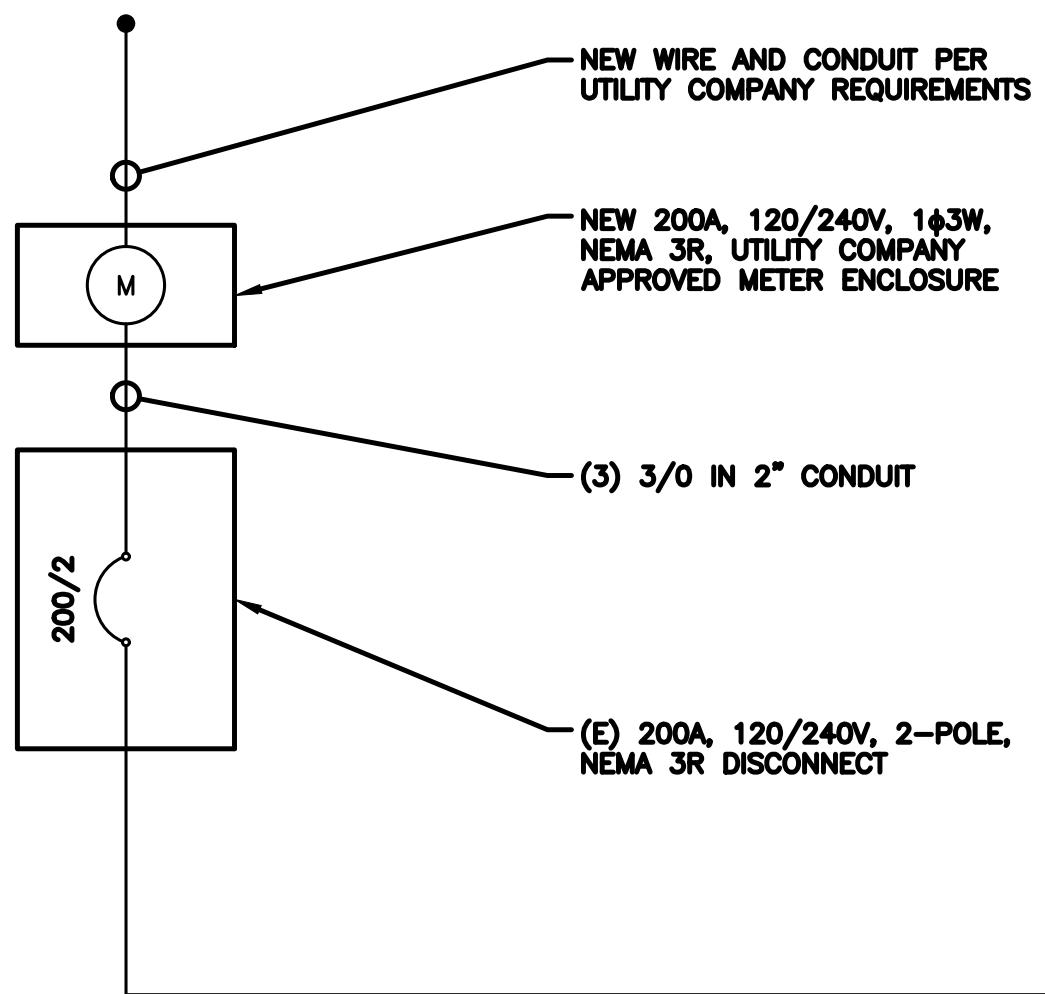 NEW WIRE AND CONDUIT PER
UTILITY COMPANY REQUIREMENTS
NEW 200A, 120/240V, 1ϕ3W,
NEMA 3R, UTILITY COMPANY
APPROVED METER ENCLOSURE
M
(3) 3/0 IN 2" CONDUIT
200/2
(E) 200A, 120/240V, 2-POLE,
NEMA 3R DISCONNECT